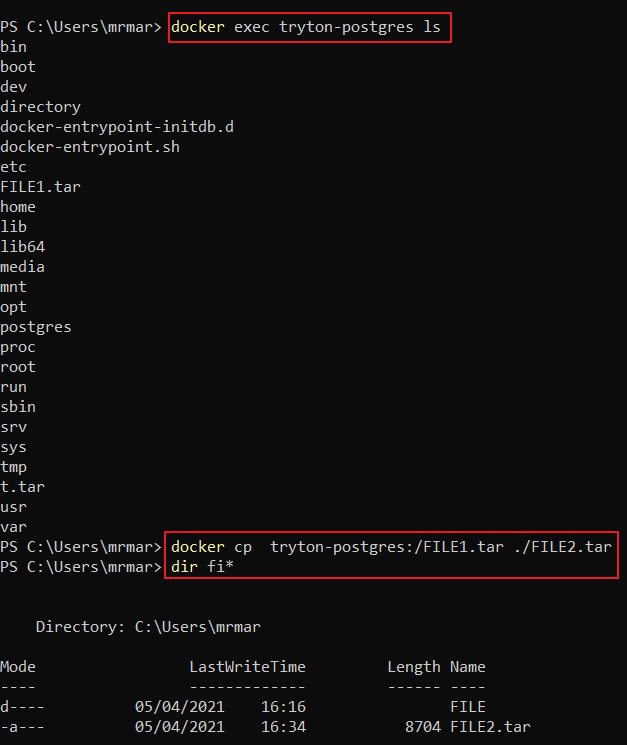 PS C:\Users\mrmar> docker exec tryton-postgres ls
bin
boot
dev
directory
docker-entrypoint-initdb.d
docker-entrypoint.sh
etc
FILE1.tar
home
lib
lib64
media
mnt
opt
postgres
proc
root
run
sbin
srv
sys
tmp
t.tar
usr
var
PS C:\Users\mrmar> docker cp  tryton-postgres:/FILE1.tar ./FILE2.tar
PS C:\Users\mrmar> dir fi*
Directory: C:\Users\mrmar
Mode                LastWriteTime         Length Name
----                -------------         ------ ----
d----         05/04/2021    16:16                FILE
-a---         05/04/2021    16:34           8704 FILE2.tar